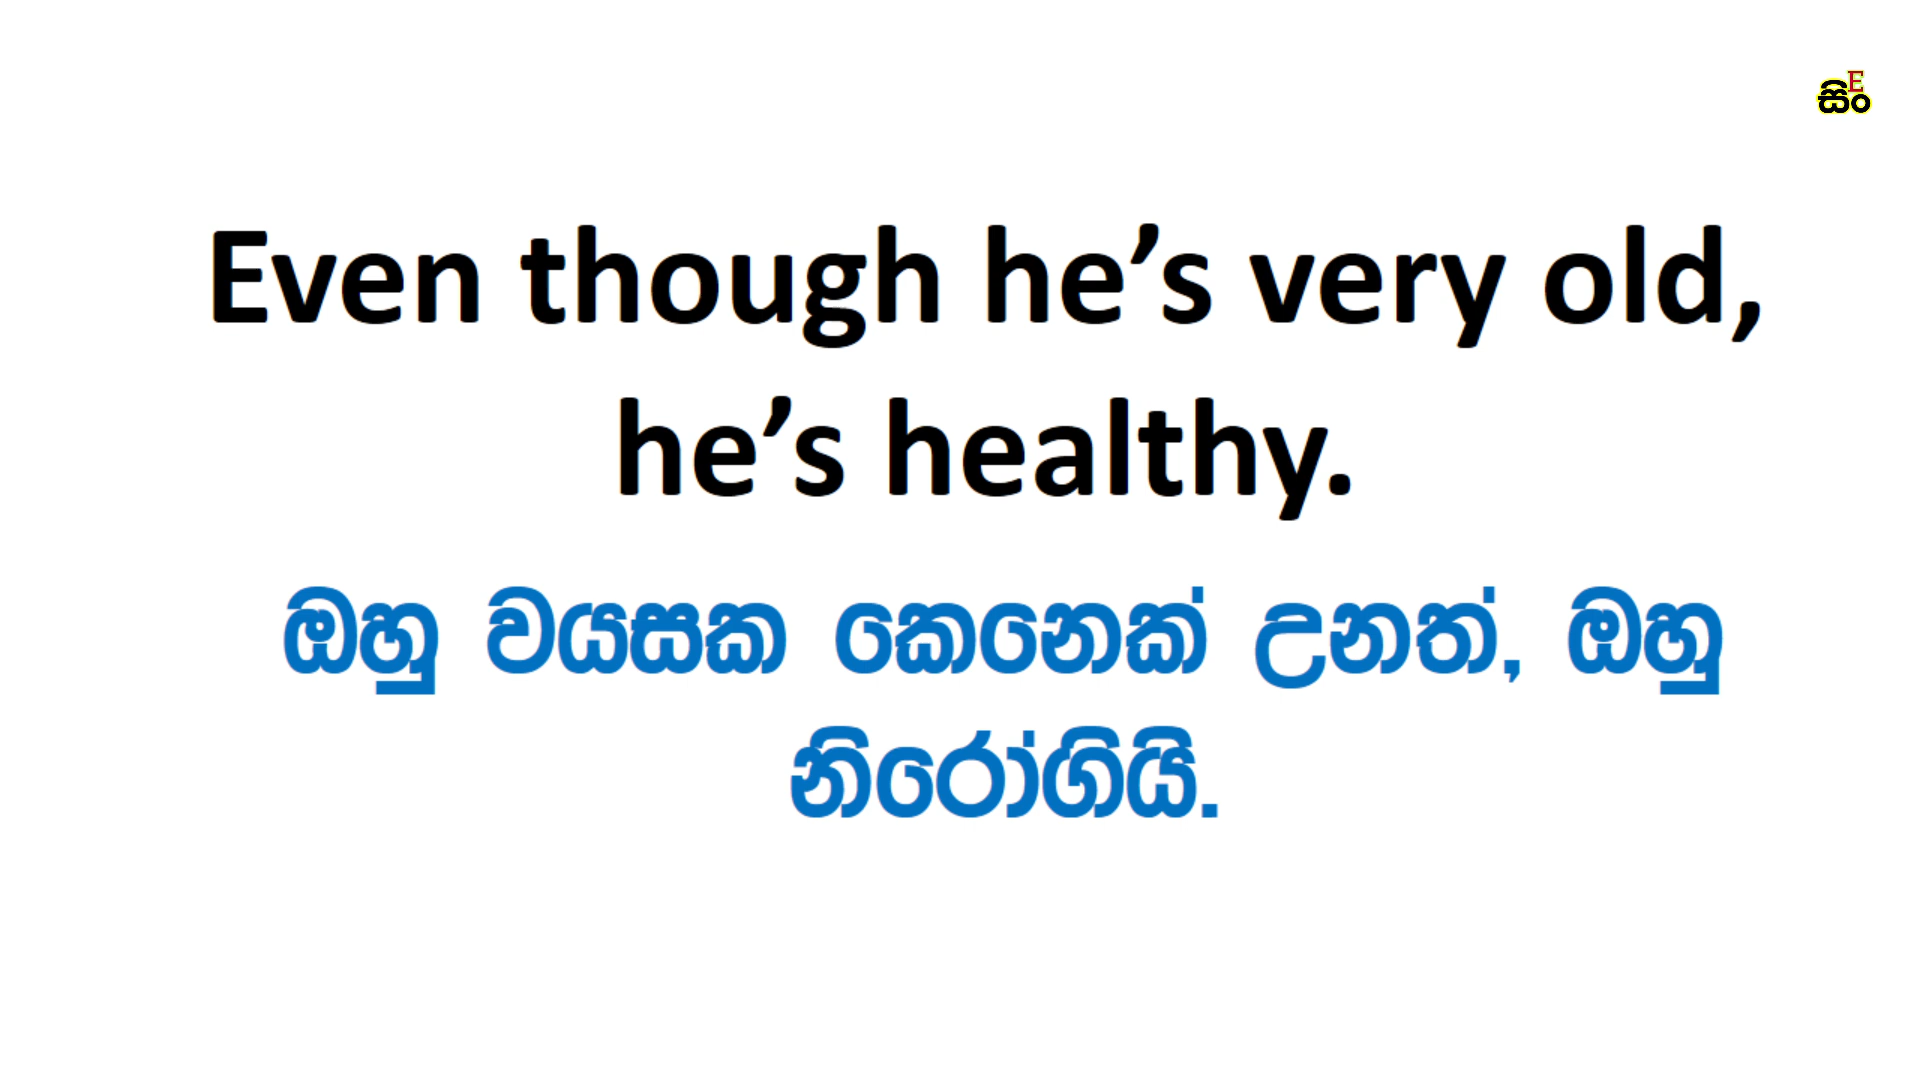 සිංE
Even though he’s very old,
he’s healthy.
ඔහු වයසක කෙනෙක් උනත්, ඔහු
නිරෝගියි.